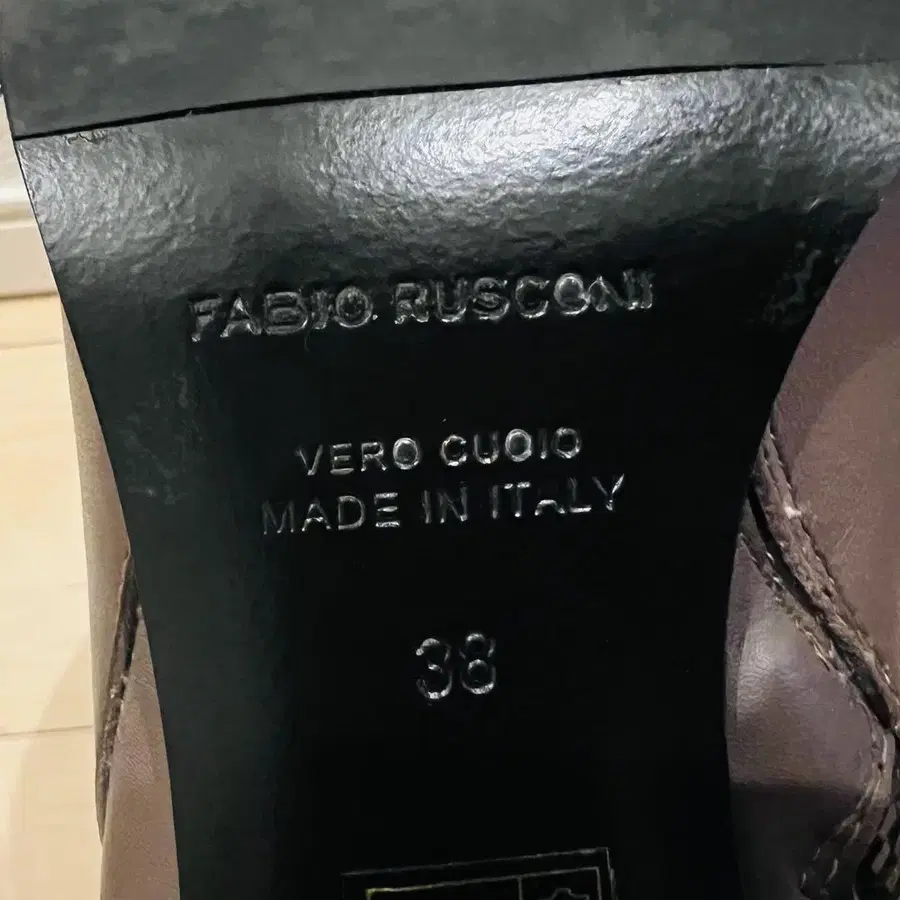 FABIO RUSCONI
VERO CUOIO
MADE IN ITALY
38